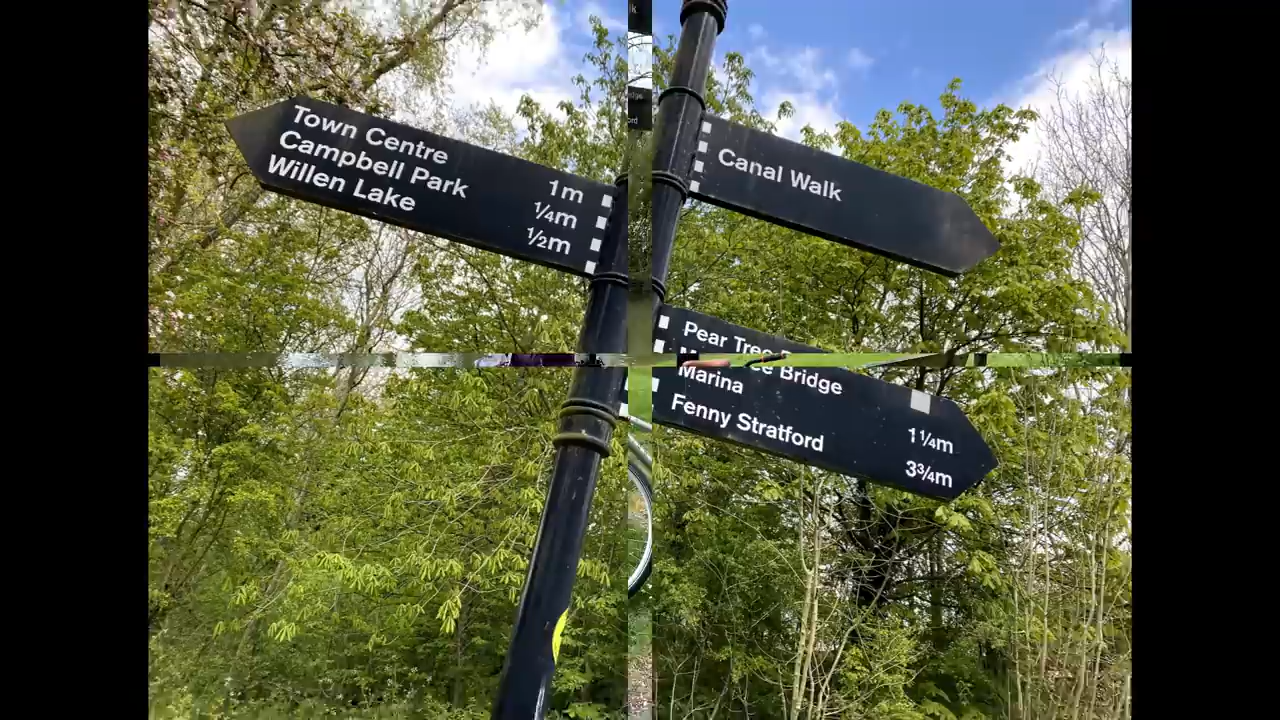 Town Centre 1m
Campbell Park ¼m
Willen Lake ½m
Canal Walk
Pear Tree Bridge
Marina 1¼m
Fenny Stratford 3¾m